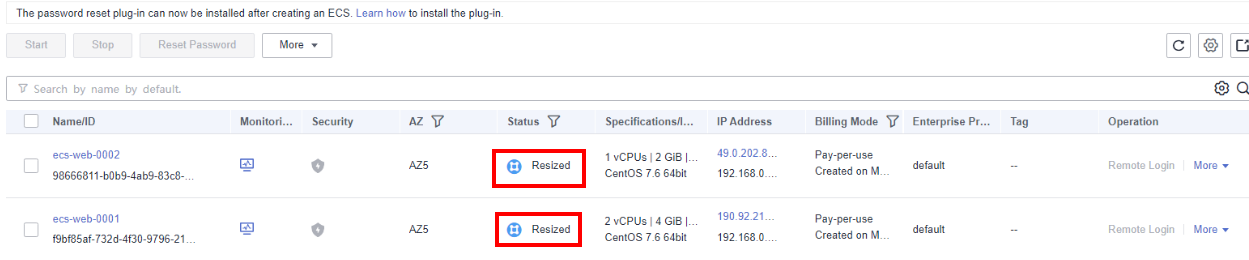 The password reset plug-in can now be installed after creating an ECS. Learn how to install the plug-in.
Start Stop Reset Password More
Search by name by default.
Name/ID Monitori... Security AZ Status Specifications/I... IP Address Billing Mode Enterprise Pr... Tag Operation
ecs-web-0002
98666811-b0b9-4ab9-83c8-...
AZ5
Resized
1 vCPUs | 2 GiB |...
CentOS 7.6 64bit
49.0.202.8...
192.168.0....
Pay-per-use
Created on M...
default
--
Remote Login
More
ecs-web-0001
f9bf85af-732d-4f30-9796-21...
AZ5
Resized
2 vCPUs | 4 GiB |...
CentOS 7.6 64bit
190.92.21...
192.168.0....
Pay-per-use
Created on M...
default
--
Remote Login
More